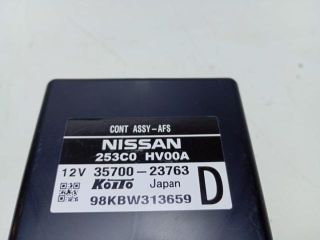 CONT ASSY-AFS
NISSAN
253C0 HV00A
12V 35700-23763
KOITO Japan D
98KBW313659